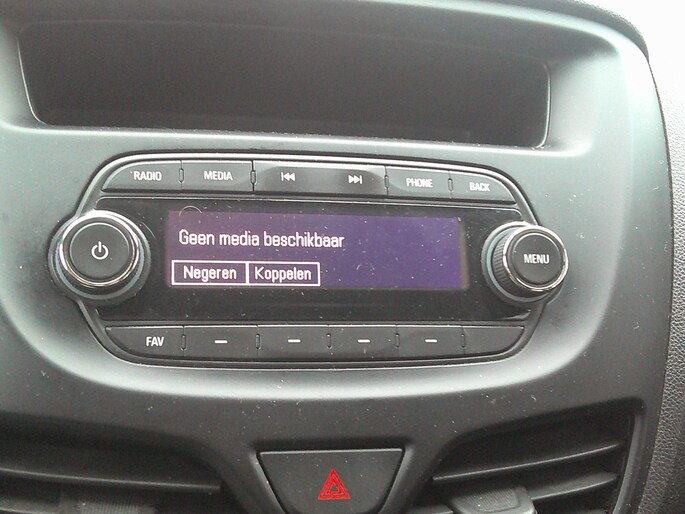 RADIO MEDIA PHONE BACK
Geen media beschikbaar
Negeren Koppelen
MENU
FAV